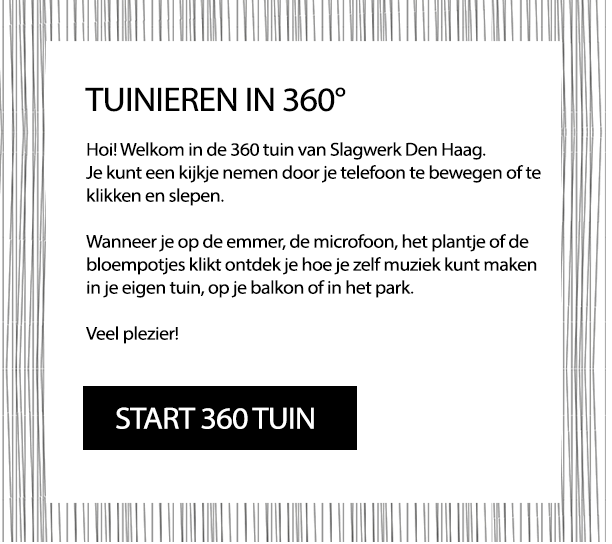 TUINIEREN IN 360°
Hoi! Welkom in de 360 tuin van Slagwerk Den Haag.
Je kunt een kijkje nemen door je telefoon te bewegen of te
klikken en slepen.
Wanneer je op de emmer, de microfoon, het plantje of de
bloempotjes klikt ontdek je hoe je zelf muziek kunt maken
in je eigen tuin, op je balkon of in het park.
Veel plezier!
START 360 TUIN